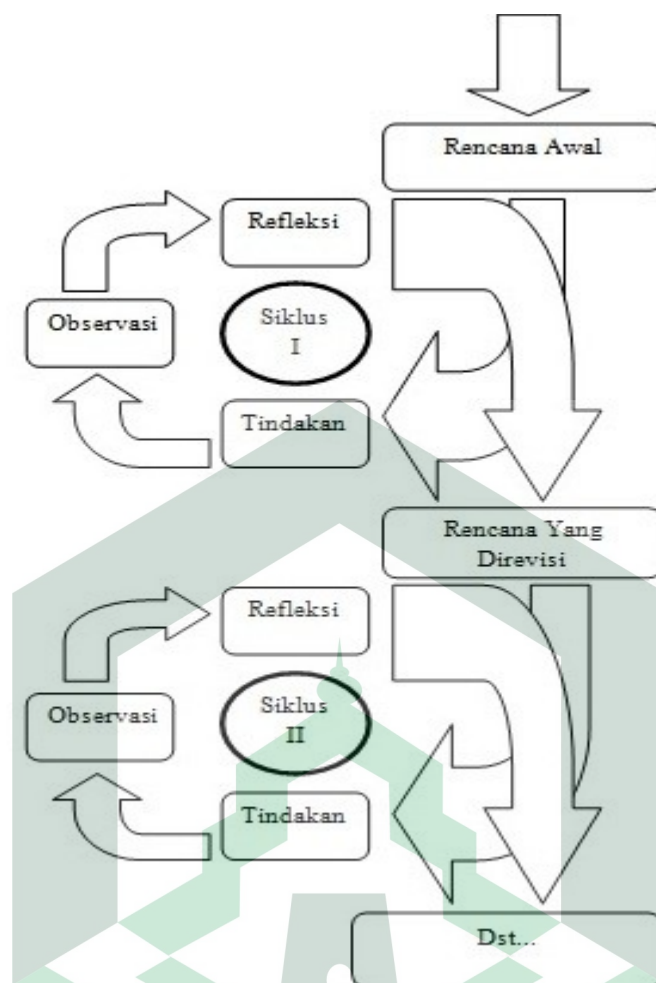 Rencana Awal
Refleksi
Observasi
Siklus
I
Tindakan
Rencana Yang
Direvisi
Refleksi
Observasi
Siklus
II
Tindakan
Dst...